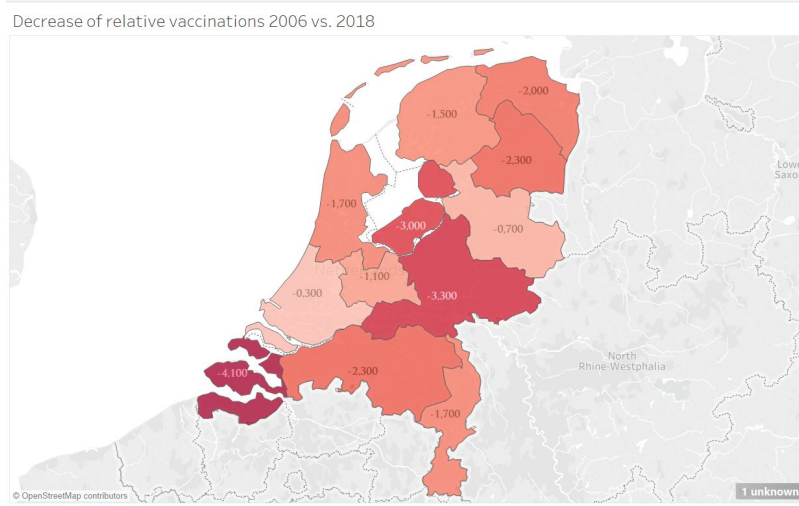 Decrease of relative vaccinations 2006 vs. 2018
-2,000
-1,500
-2,300
Lowe
Saxo
-1,700
-3,000
-0,700
-1,100
-0,300
-3,300
North
Rhine-Westphalia
-4,100
-2,300
-1,700
© OpenStreetMap contributors
1 unknown